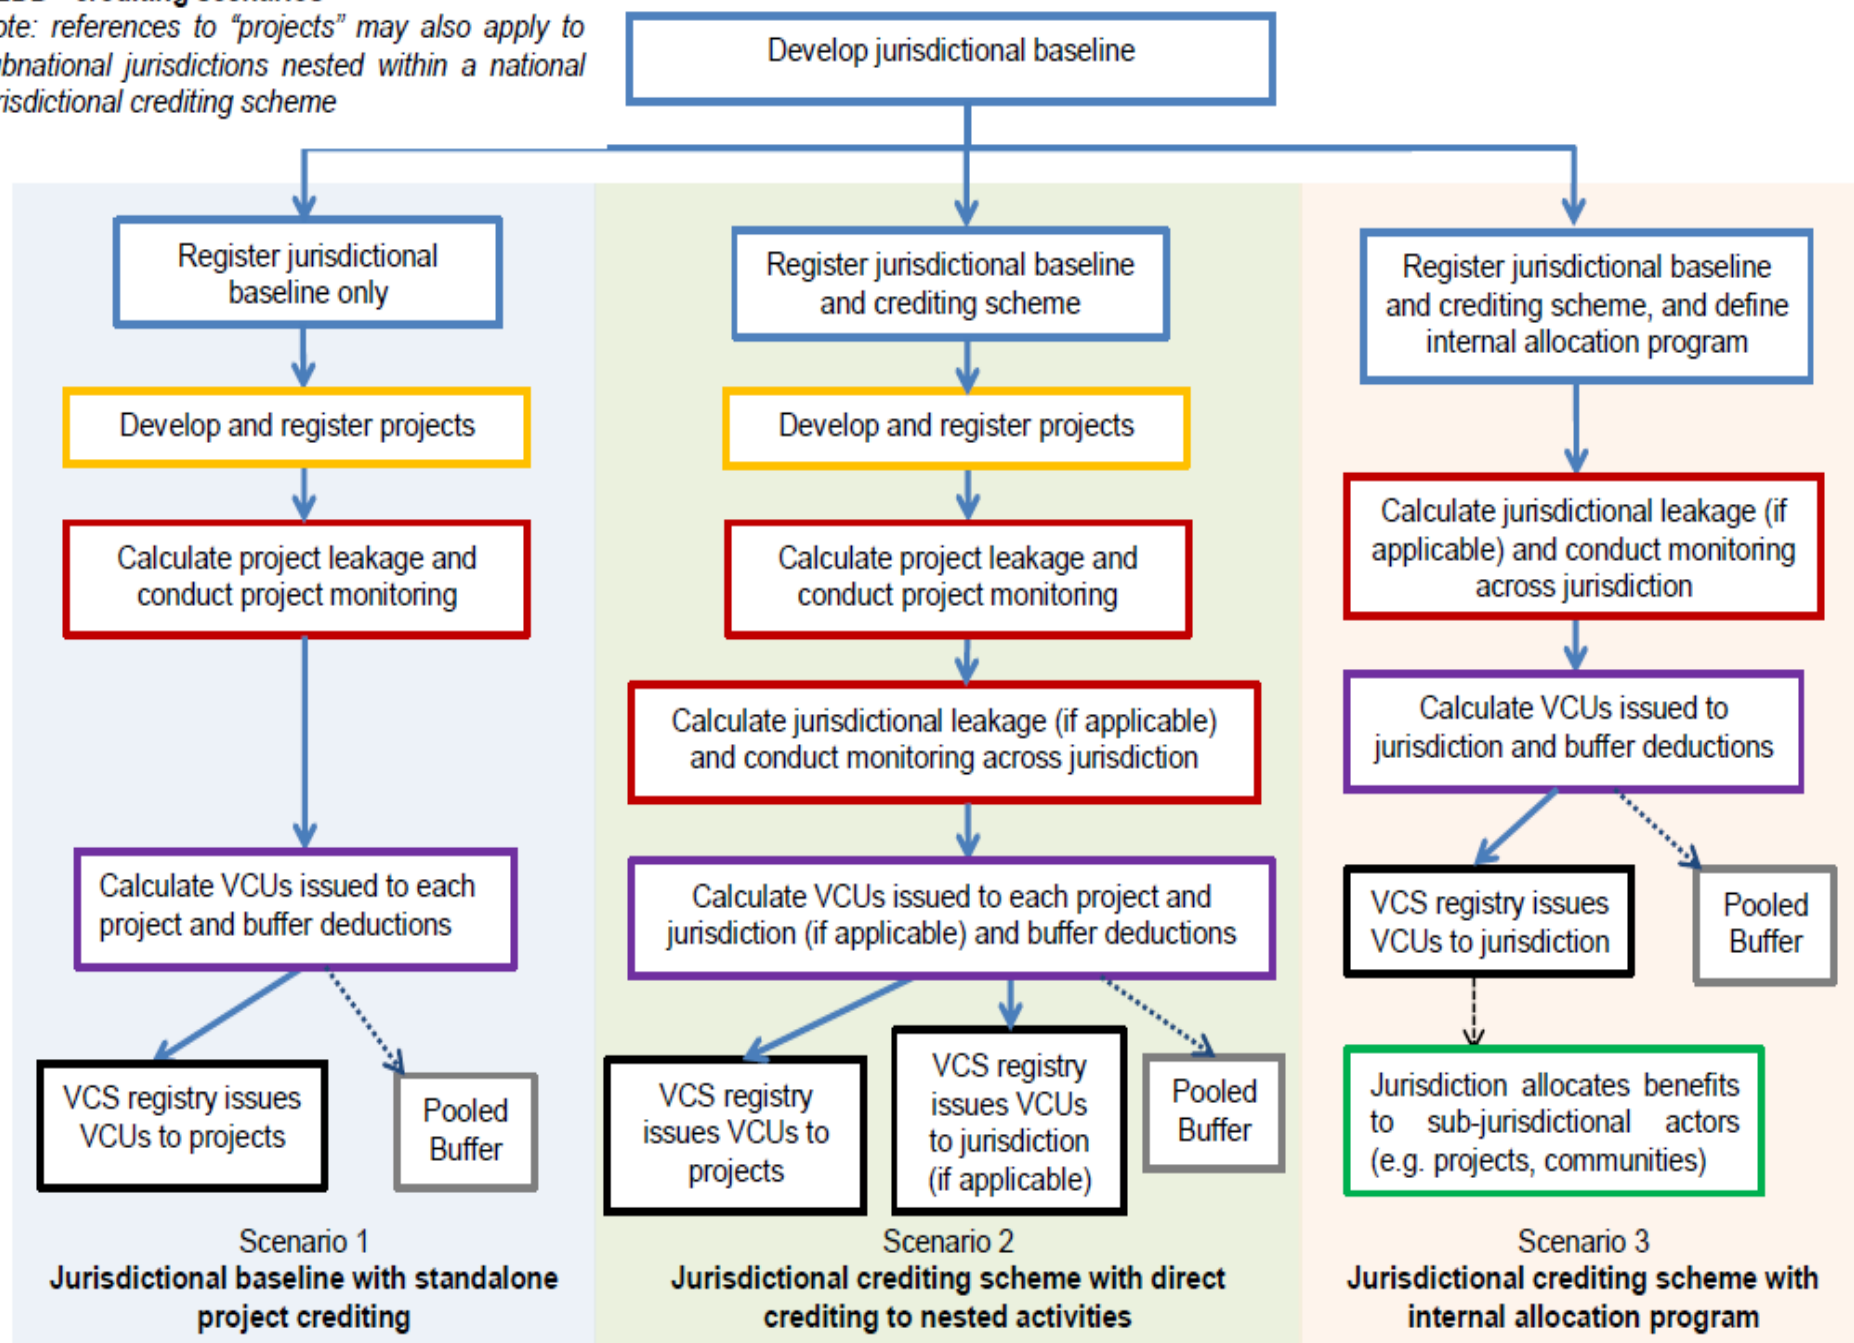 crediting scenarios
Note: references to “projects” may also apply to
subnational jurisdictions nested within a national
jurisdictional crediting scheme
Develop jurisdictional baseline
Register jurisdictional
baseline only
Develop and register projects
Calculate project leakage and
conduct project monitoring
Calculate VCUs issued to each
project and buffer deductions
VCS registry issues
VCUs to projects
Pooled
Buffer
Scenario 1
Jurisdictional baseline with standalone
project crediting
Register jurisdictional baseline
and crediting scheme
Develop and register projects
Calculate project leakage and
conduct project monitoring
Calculate jurisdictional leakage (if applicable)
and conduct monitoring across jurisdiction
Calculate VCUs issued to each project and
jurisdiction (if applicable) and buffer deductions
VCS registry
issues VCUs to
projects
VCS registry
issues VCUs
to jurisdiction
(if applicable)
Pooled
Buffer
Scenario 2
Jurisdictional crediting scheme with direct
crediting to nested activities
Register jurisdictional baseline
and crediting scheme, and define
internal allocation program
Calculate jurisdictional leakage (if
applicable) and conduct monitoring
across jurisdiction
Calculate VCUs issued to
jurisdiction and buffer deductions
VCS registry issues
VCUs to jurisdiction
Pooled
Buffer
Jurisdiction allocates benefits
to sub-jurisdictional actors
(e.g. projects, communities)
Scenario 3
Jurisdictional crediting scheme with
internal allocation program